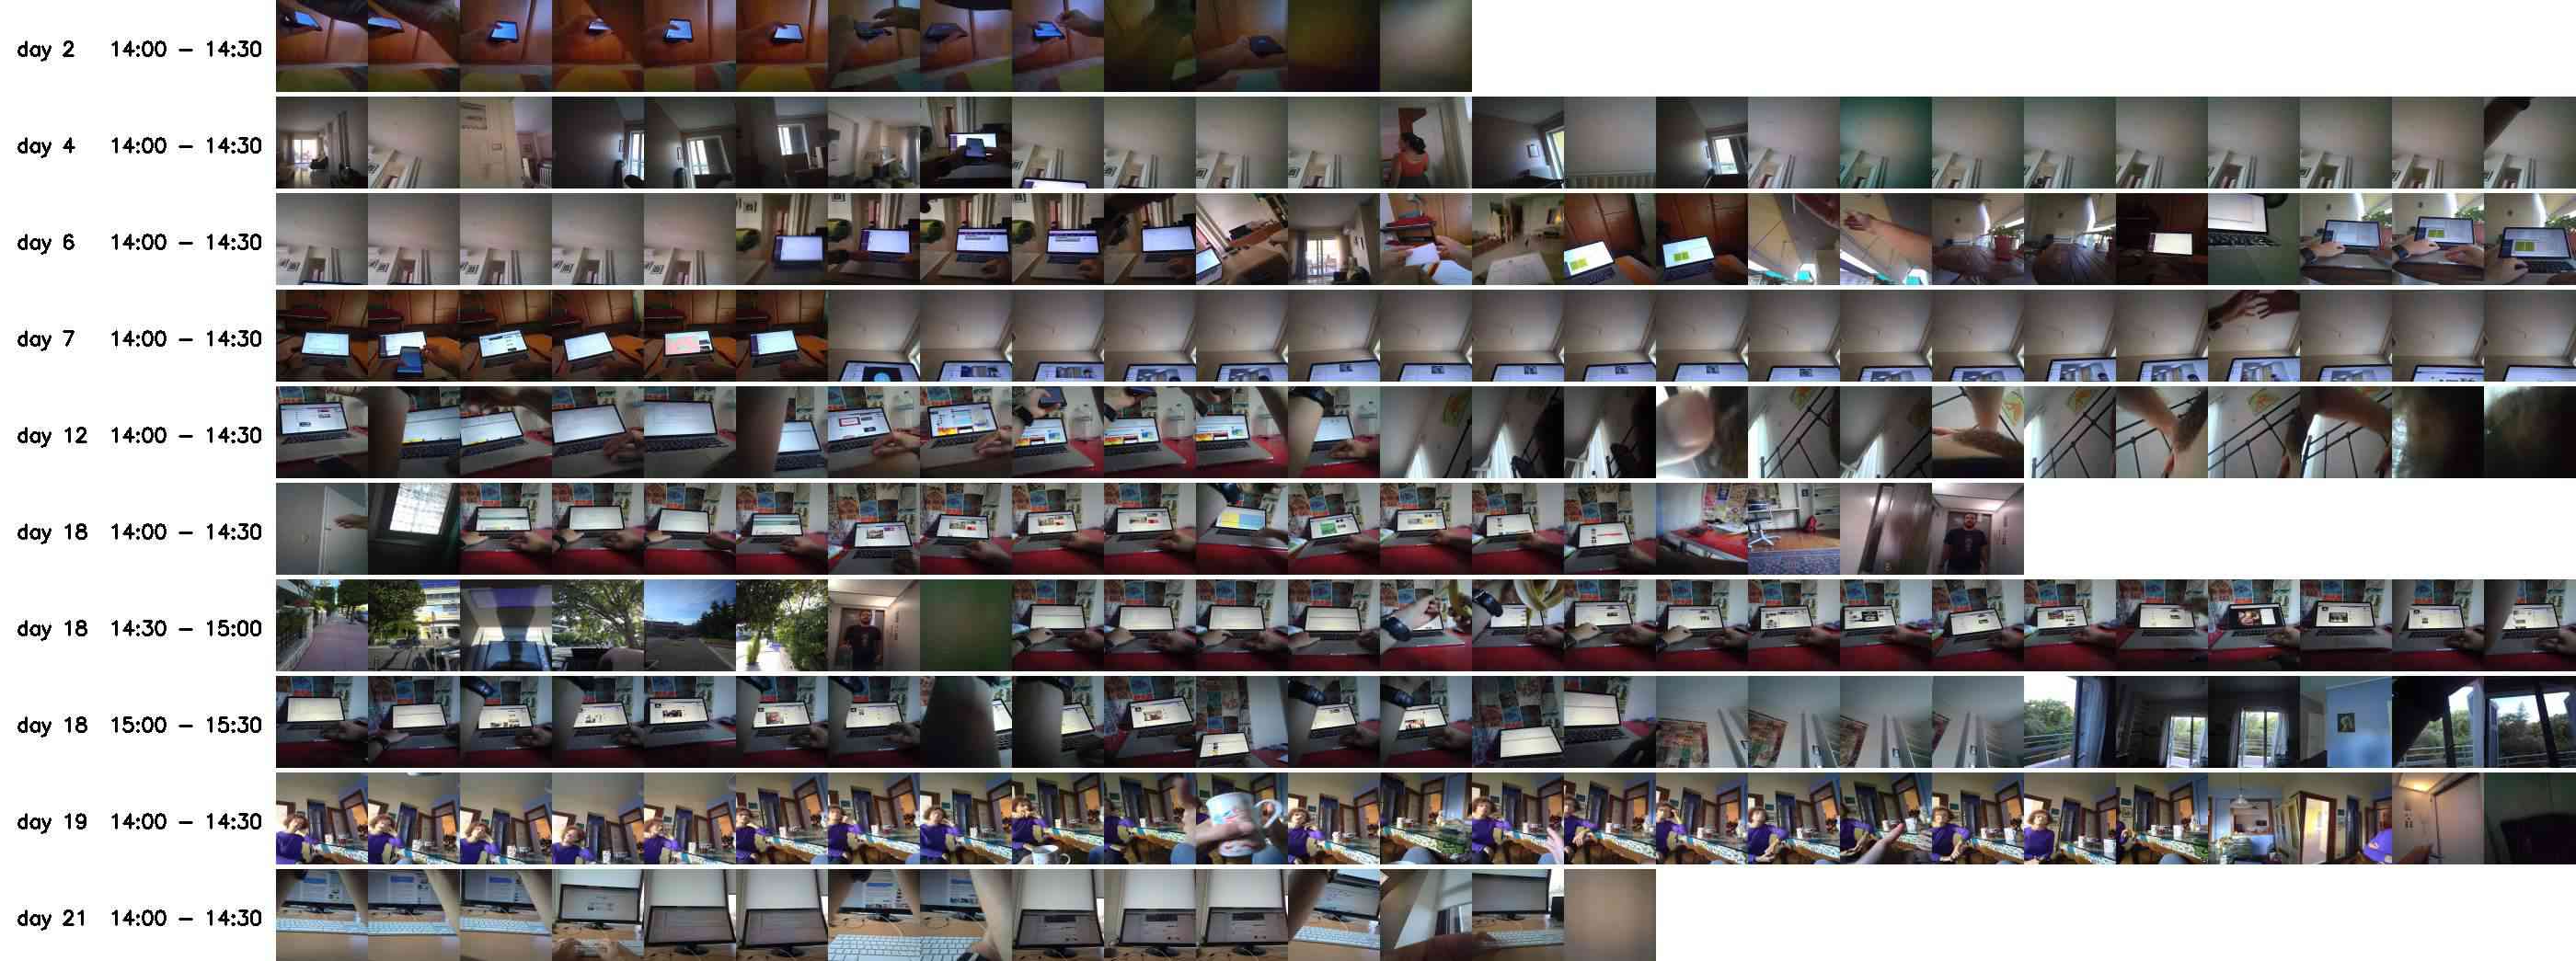 day 2 14:00 - 14:30
day 4 14:00 - 14:30
day 6 14:00 - 14:30
day 7 14:00 - 14:30
day 12 14:00 - 14:30
day 18 14:00 - 14:30
day 18 14:30 - 15:00
day 18 15:00 - 15:30
day 19 14:00 - 14:30
day 21 14:00 - 14:30